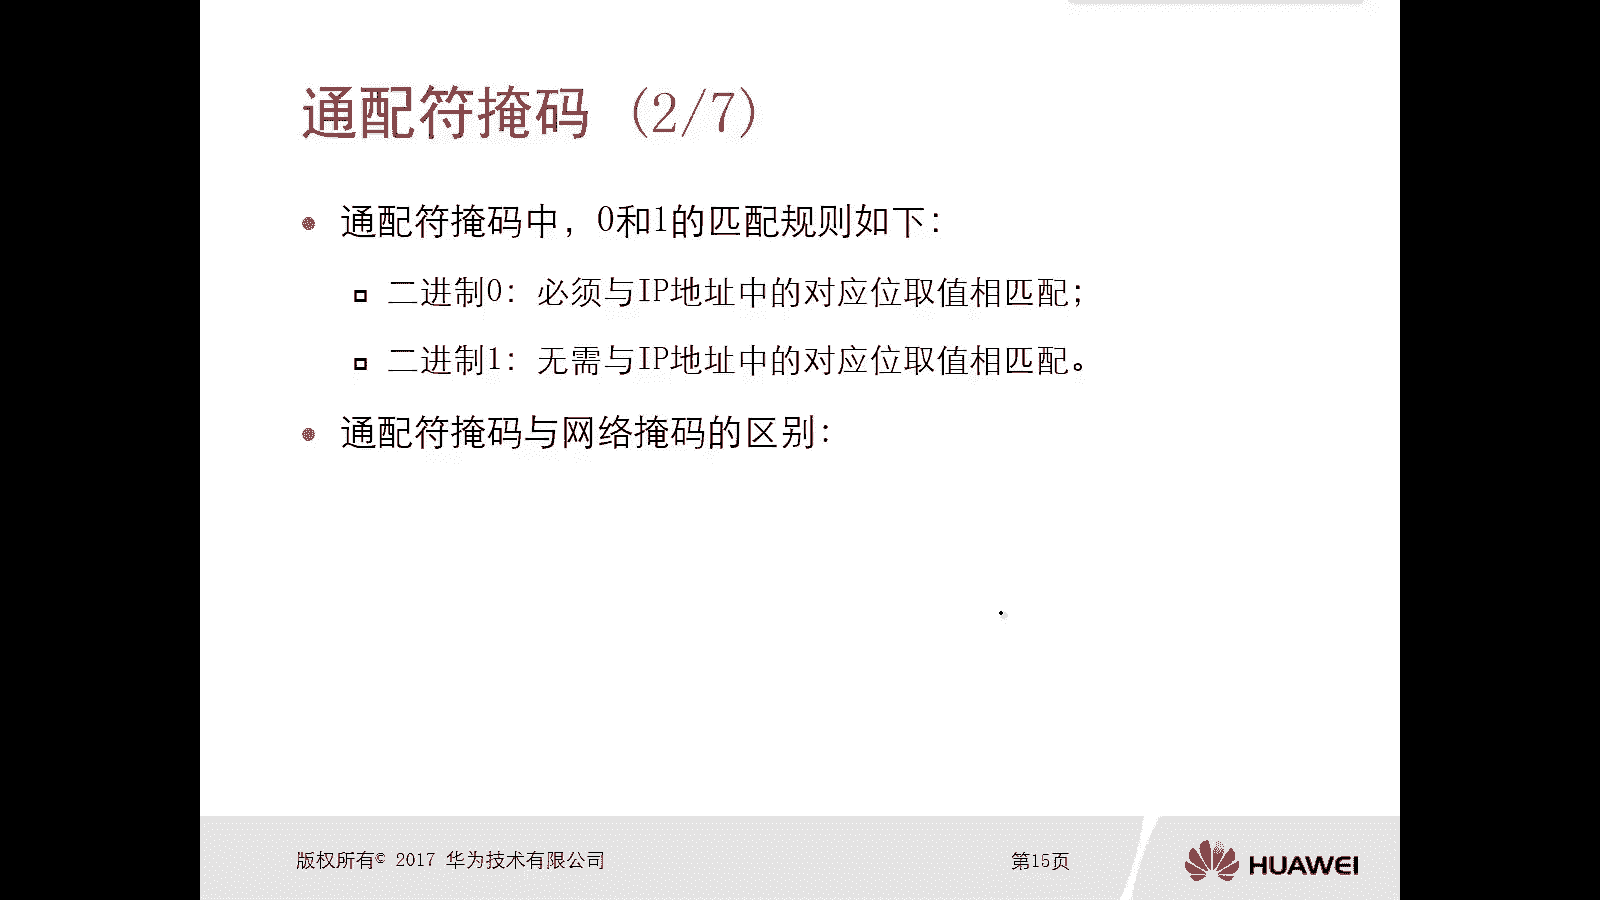 通配符掩码 (2/7)
通配符掩码中，0和1的匹配规则如下：
二进制0：必须与IP地址中的对应位取值相匹配；
二进制1：无需与IP地址中的对应位取值相匹配。
通配符掩码与网络掩码的区别：
版权所有© 2017 华为技术有限公司
第15页
HUAWEI